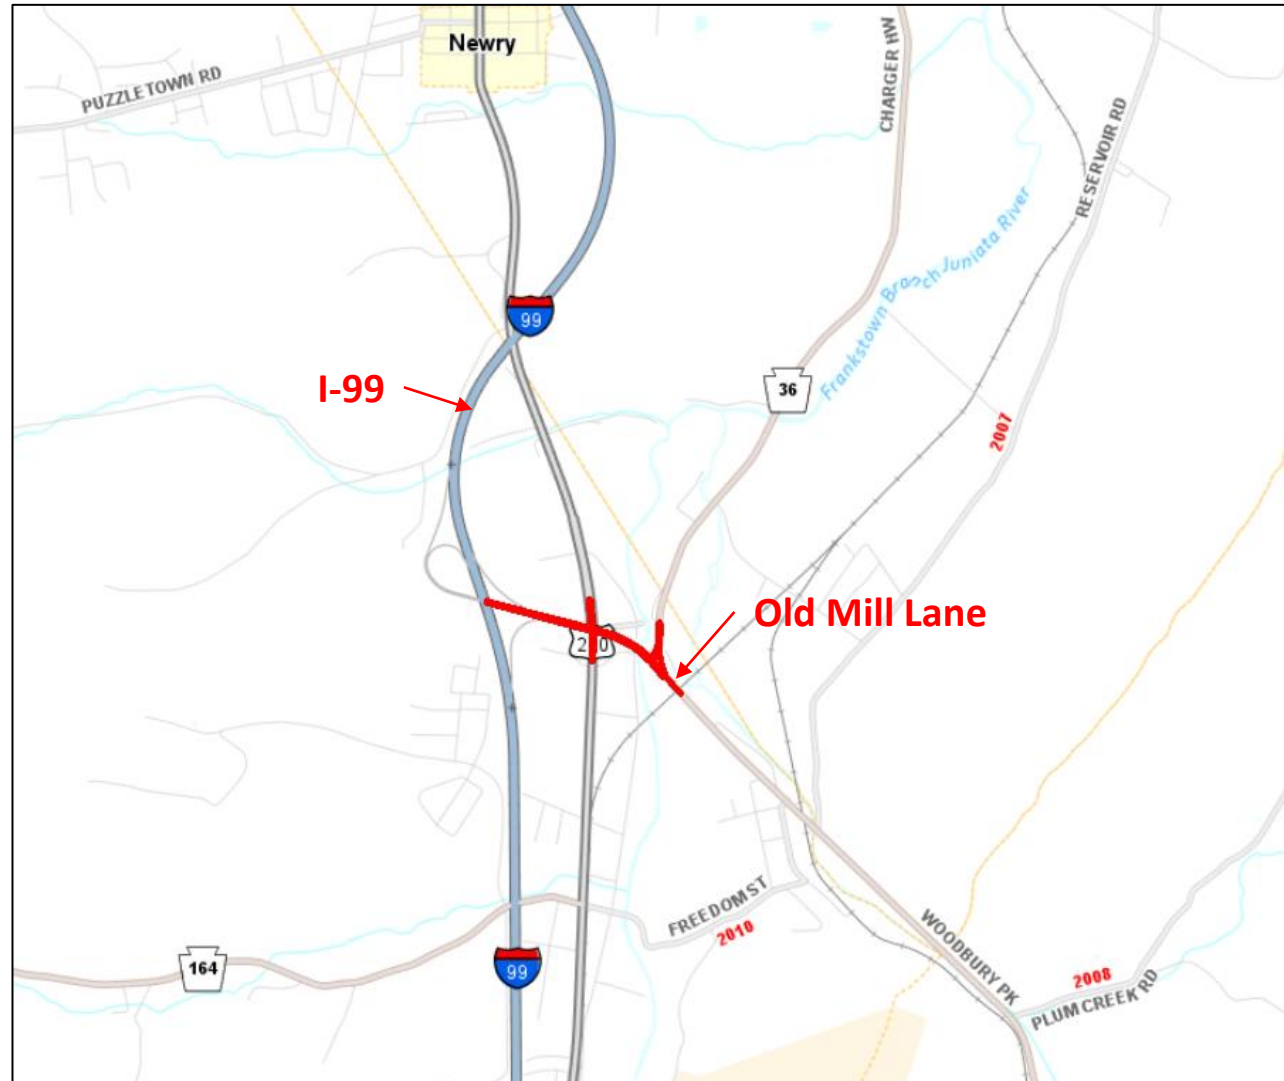 Newry
PUZZLETOWN RD
CHARGER HW
RESERVOIR RD
Frankstown Branch Juniata River
99
I-99
36
2007
Old Mill Lane
FREEDOM ST
2010
WOODBURY PK
164
99
2008
PLUM CREEK RD